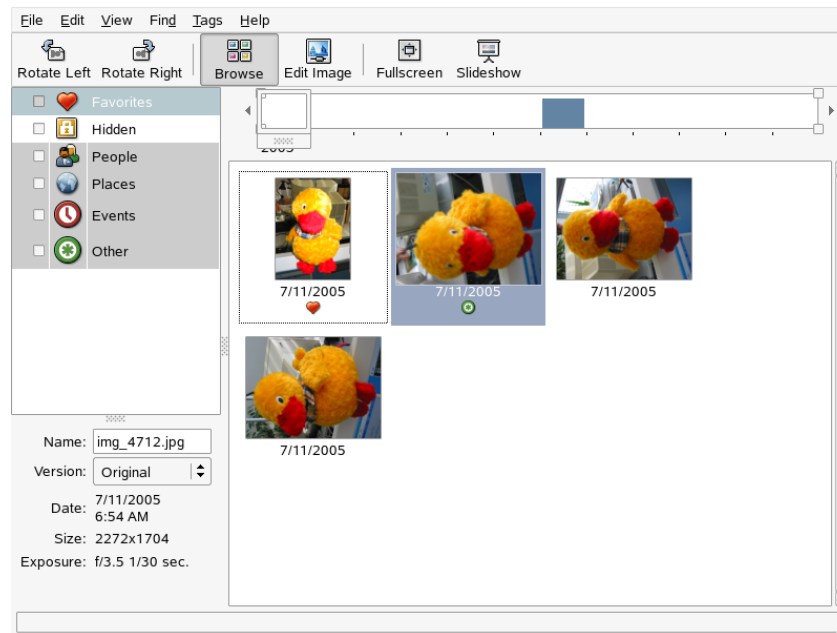 File Edit View Find Tags Help
Rotate Left Rotate Right Browse Edit Image Fullscreen Slideshow
Favorites
Hidden
People
Places
Events
Other
2005
7/11/2005 7/11/2005 7/11/2005
7/11/2005
Name: img_4712.jpg
Version: Original
Date: 7/11/2005
6:54 AM
Size: 2272x1704
Exposure: f/3.5 1/30 sec.